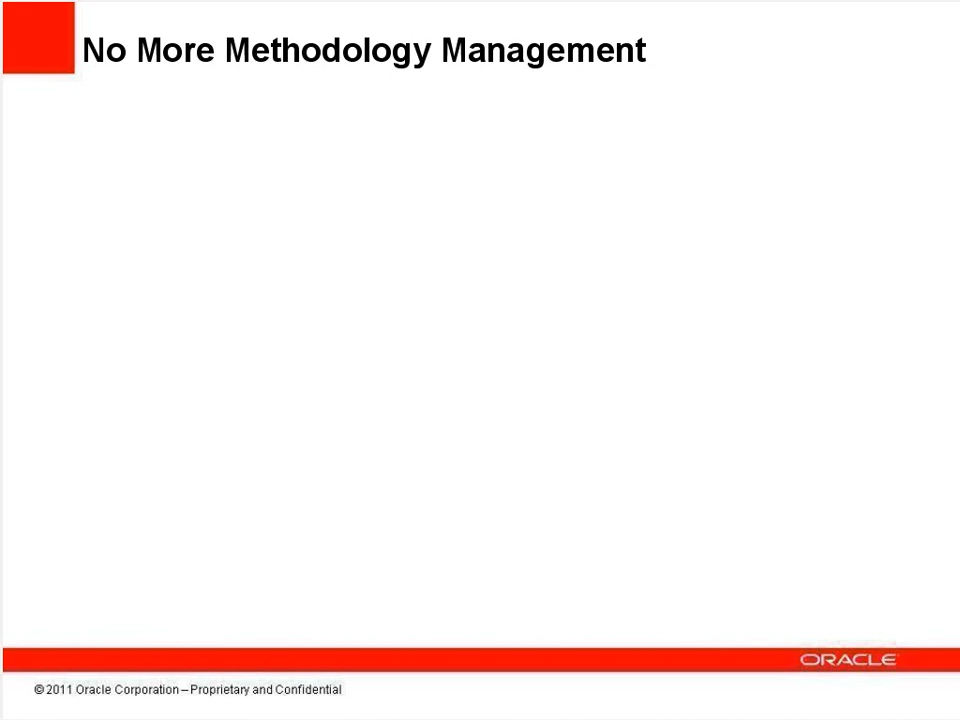 No More Methodology Management
ORACLE
© 2011 Oracle Corporation – Proprietary and Confidential